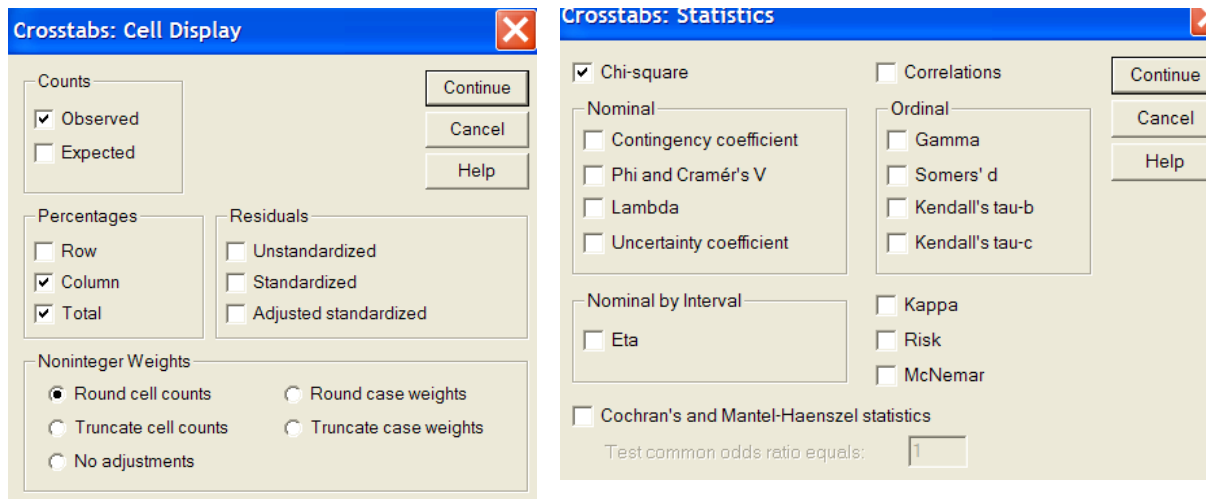 Crosstabs: Cell Display
Counts
Observed
Expected
Continue
Cancel
Help
Percentages
Row
Column
Total
Residuals
Unstandardized
Standardized
Adjusted standardized
Noninteger Weights
Round cell counts
Round case weights
Truncate cell counts
Truncate case weights
No adjustments
Crosstabs: Statistics
Chi-square
Correlations
Continue
Cancel
Help
Nominal
Contingency coefficient
Phi and Cramér's V
Lambda
Uncertainty coefficient
Ordinal
Gamma
Somers' d
Kendall's tau-b
Kendall's tau-c
Nominal by Interval
Eta
Kappa
Risk
McNemar
Cochran's and Mantel-Haenszel statistics
Test common odds ratio equals: 1